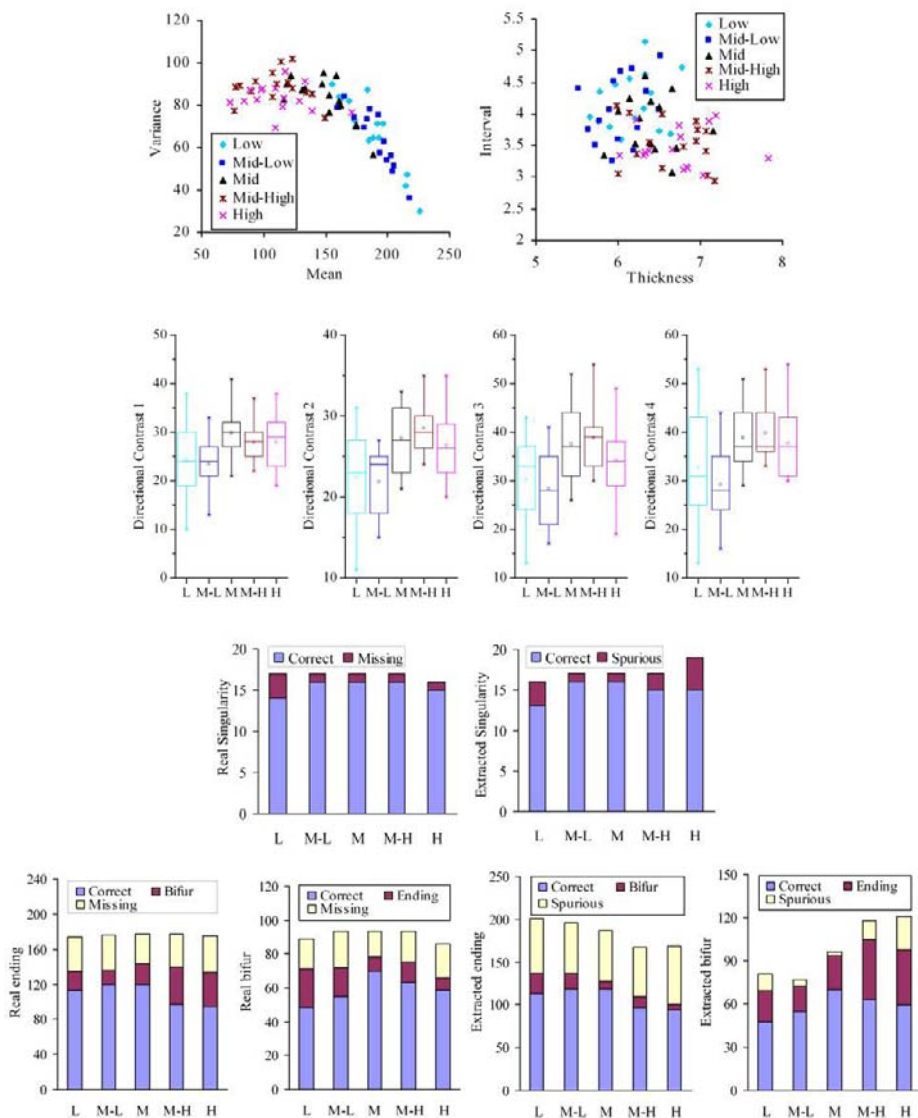 Variance
120
100
80
60
40
20
Low
Mid-Low
Mid
Mid-High
High
50
100
150
200
250
Mean
Interval
5.5
5
4.5
4
3.5
3
2.5
2
Low
Mid-Low
Mid
Mid-High
High
5
6
7
8
Thickness
Directional Contrast 1
50
40
30
20
10
0
L M-L M M-H H
Directional Contrast 2
40
30
20
10
L M-L M M-H H
Directional Contrast 3
60
50
40
30
20
10
L M-L M M-H H
Directional Contrast 4
60
50
40
30
20
10
L M-L M M-H H
Real Singularity
20
15
10
5
0
Correct Missing
L M-L M M-H H
Extracted Singularity
20
15
10
5
0
Correct Spurious
L M-L M M-H H
Real ending
240
200
160
120
80
40
0
Correct Bifur
Missing
L M-L M M-H H
Real bifur
120
100
80
60
40
20
0
Correct Ending
Missing
L M-L M M-H H
Extracted ending
250
200
150
100
50
0
Correct Bifur
Spurious
L M-L M M-H H
Extracted bifur
150
120
90
60
30
0
Correct Ending
Spurious
L M-L M M-H H